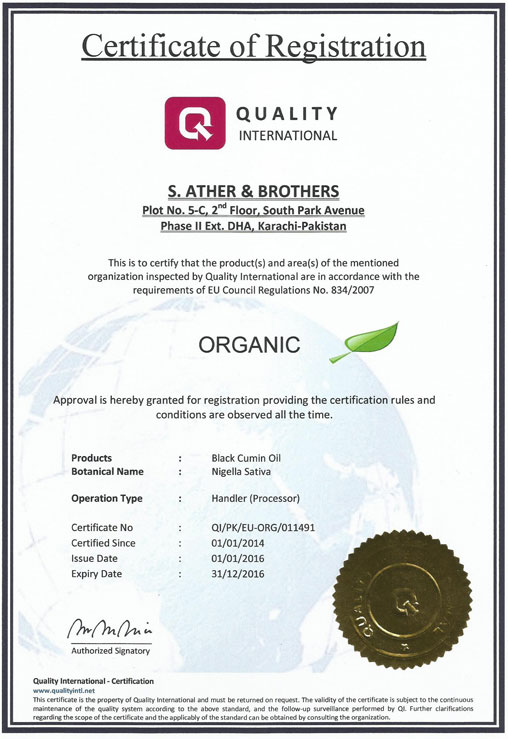 Certificate of Registration
QUALITY
INTERNATIONAL
S. ATHER & BROTHERS
Plot No. 5-C, 2nd Floor, South Park Avenue
Phase II Ext. DHA, Karachi-Pakistan
This is to certify that the product(s) and area(s) of the mentioned
organization inspected by Quality International are in accordance with the
requirements of EU Council Regulations No. 834/2007
ORGANIC
Approval is hereby granted for registration providing the certification rules and
conditions are observed all the time.
Products : Black Cumin Oil
Botanical Name : Nigella Sativa
Operation Type : Handler (Processor)
Certificate No : QI/PK/EU-ORG/011491
Certified Since : 01/01/2014
Issue Date : 01/01/2016
Expiry Date : 31/12/2016
Authorized Signatory
QUALITY
Quality International - Certification
www.qualityintl.net
This certificate is the property of Quality International and must be returned on request. The validity of the certificate is subject to the continuous
maintenance of the quality system according to the above standard, and the follow-up surveillance performed by QI. Further clarifications
regarding the scope of the certificate and the applicably of the standard can be obtained by consulting the organization.